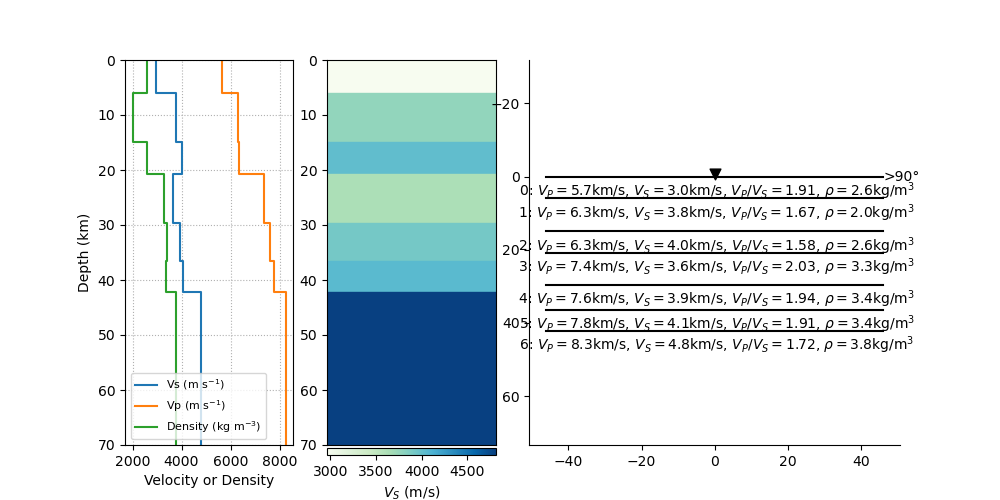 0
10
20
30
40
50
60
70
Depth (km)
2000 4000 6000 8000
Velocity or Density
Vs (m s⁻¹)
Vp (m s⁻¹)
Density (kg m⁻³)
0
10
20
30
40
50
60
70
3000 3500 4000 4500
V_S (m/s)
−20
0
20
40
60
>90°
0: V_P = 5.7km/s, V_S = 3.0km/s, V_P/V_S = 1.91, ρ = 2.6kg/m³
1: V_P = 6.3km/s, V_S = 3.8km/s, V_P/V_S = 1.67, ρ = 2.0kg/m³
2: V_P = 6.3km/s, V_S = 4.0km/s, V_P/V_S = 1.58, ρ = 2.6kg/m³
3: V_P = 7.4km/s, V_S = 3.6km/s, V_P/V_S = 2.03, ρ = 3.3kg/m³
4: V_P = 7.6km/s, V_S = 3.9km/s, V_P/V_S = 1.94, ρ = 3.4kg/m³
5: V_P = 7.8km/s, V_S = 4.1km/s, V_P/V_S = 1.91, ρ = 3.4kg/m³
6: V_P = 8.3km/s, V_S = 4.8km/s, V_P/V_S = 1.72, ρ = 3.8kg/m³
−40 −20 0 20 40